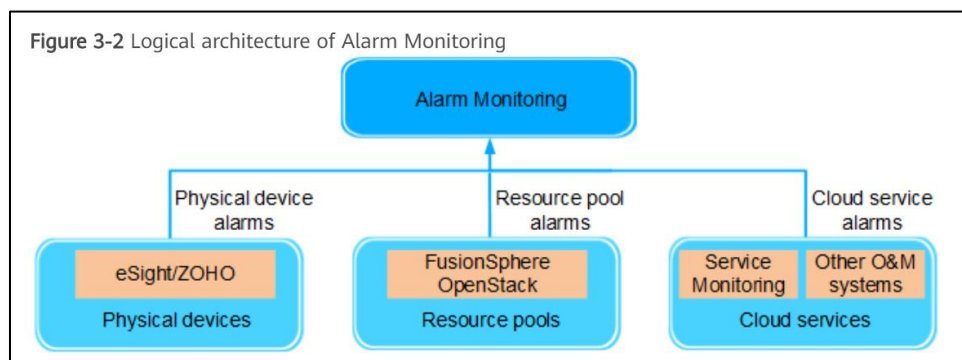 Figure 3-2 Logical architecture of Alarm Monitoring
Alarm Monitoring
Physical device
alarms
Resource pool
alarms
Cloud service
alarms
eSight/ZOHO
Physical devices
FusionSphere
OpenStack
Resource pools
Service
Monitoring
Other O&M
systems
Cloud services